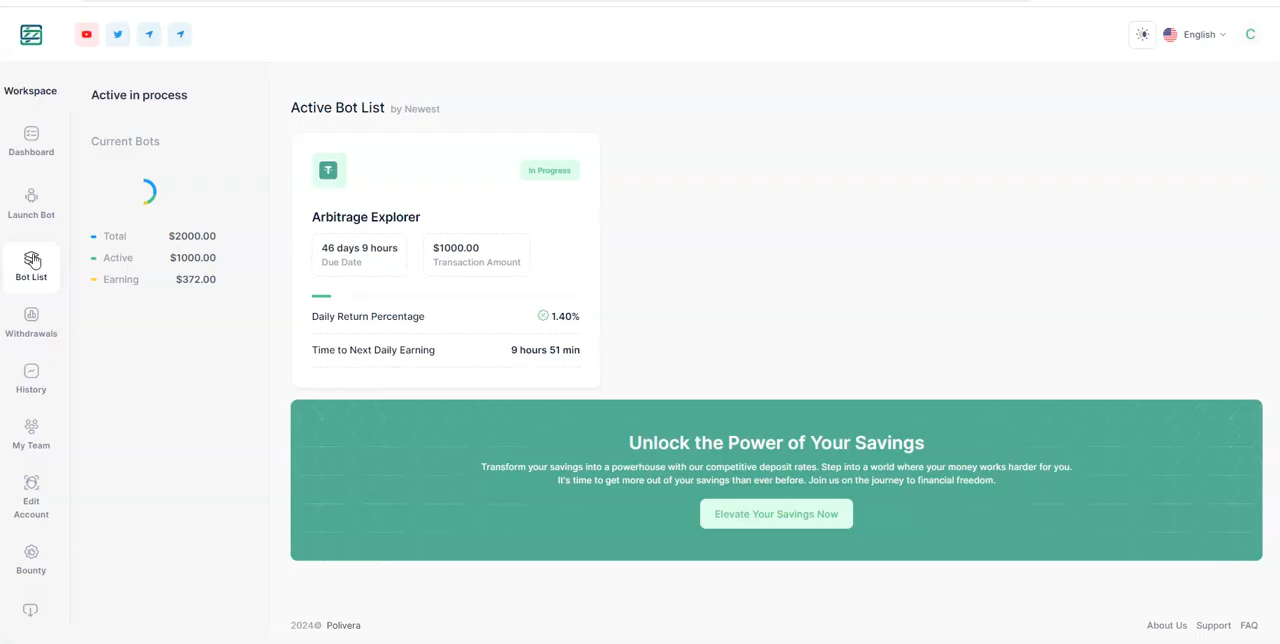 English
C
Workspace
Dashboard
Launch Bot
Bot List
Withdrawals
History
My Team
Edit
Account
Bounty
Active in process
Current Bots
Total $2000.00
Active $1000.00
Earning $372.00
Active Bot List by Newest
T
In Progress
Arbitrage Explorer
46 days 9 hours
Due Date
$1000.00
Transaction Amount
Daily Return Percentage 1.40%
Time to Next Daily Earning 9 hours 51 min
Unlock the Power of Your Savings
Transform your savings into a powerhouse with our competitive deposit rates. Step into a world where your money works harder for you.
It's time to get more out of your savings than ever before. Join us on the journey to financial freedom.
Elevate Your Savings Now
2024© Polivera
About Us Support FAQ